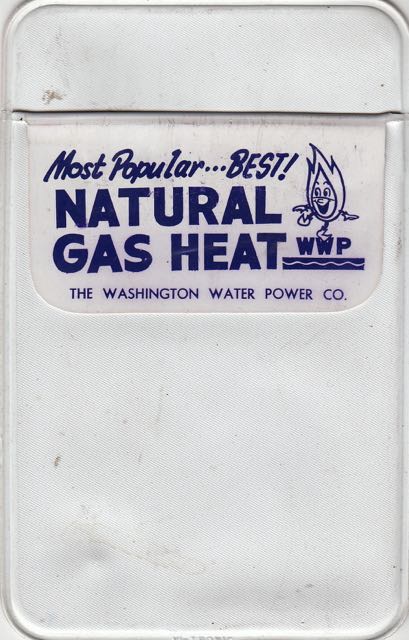 Most Popular...BEST!
NATURAL
GAS HEAT
WWP
THE WASHINGTON WATER POWER CO.